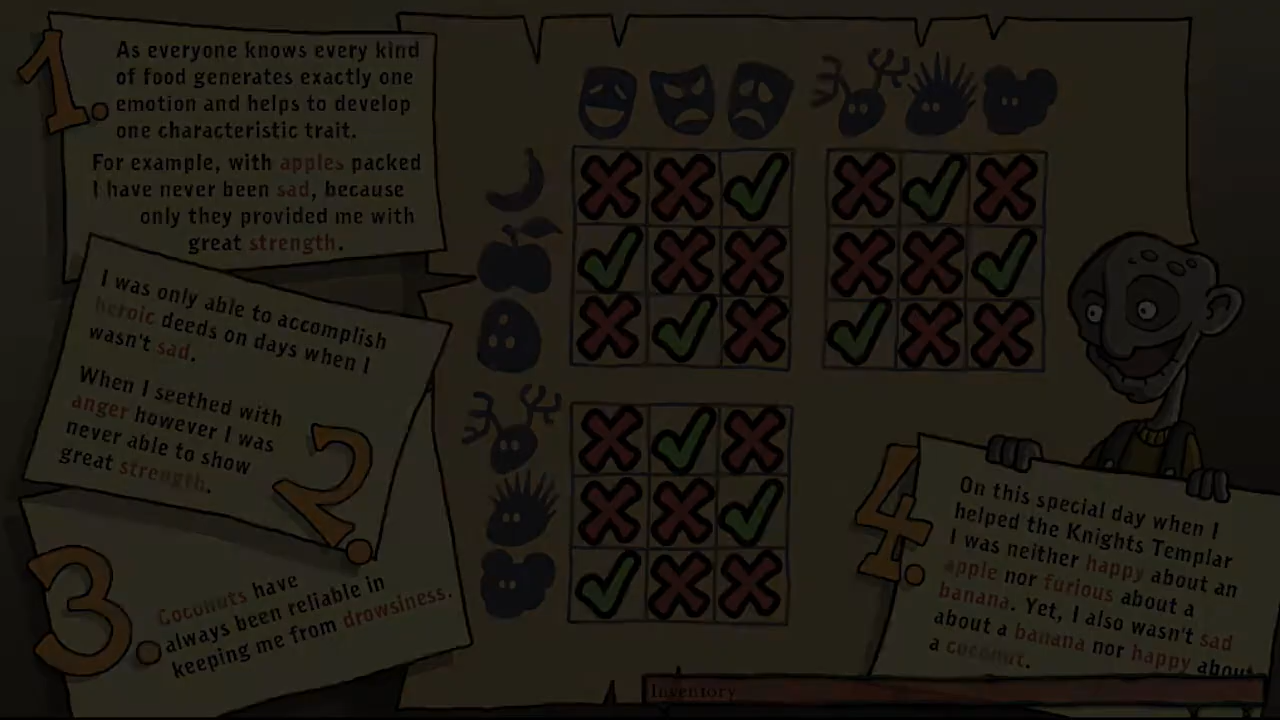 1.
As everyone knows every kind
of food generates exactly one
emotion and helps to develop
one characteristic trait.
For example, with apples packed
I have never been sad, because
only they provided me with
great strength.
I was only able to accomplish
heroic deeds on days when I
wasn't sad.
When I seethed with
anger however I was
never able to show
great strength.
2.
3.
Coconuts have
always been reliable in
keeping me from drowsiness.
4.
On this special day when I
helped the Knights Templar
I was neither happy about an
apple nor furious about a
banana. Yet, I also wasn't sad
about a banana nor happy about
a coconut.
Inventory